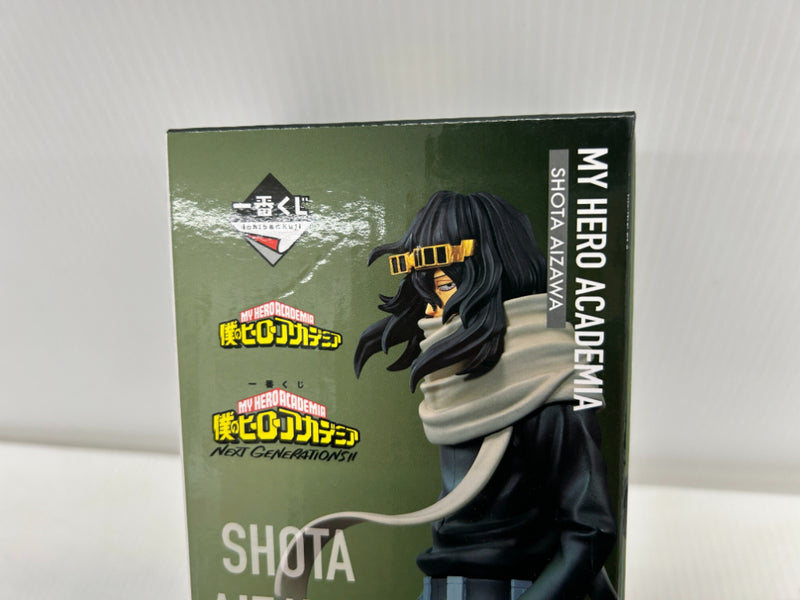 一番くじ
ichibanKuji
MY HERO ACADEMIA
僕のヒーローアカデミア
一番くじ
MY HERO ACADEMIA
僕のヒーローアカデミア
NEXT GENERATIONS!!
SHOTA
MY HERO ACADEMIA
SHOTA AIZAWA